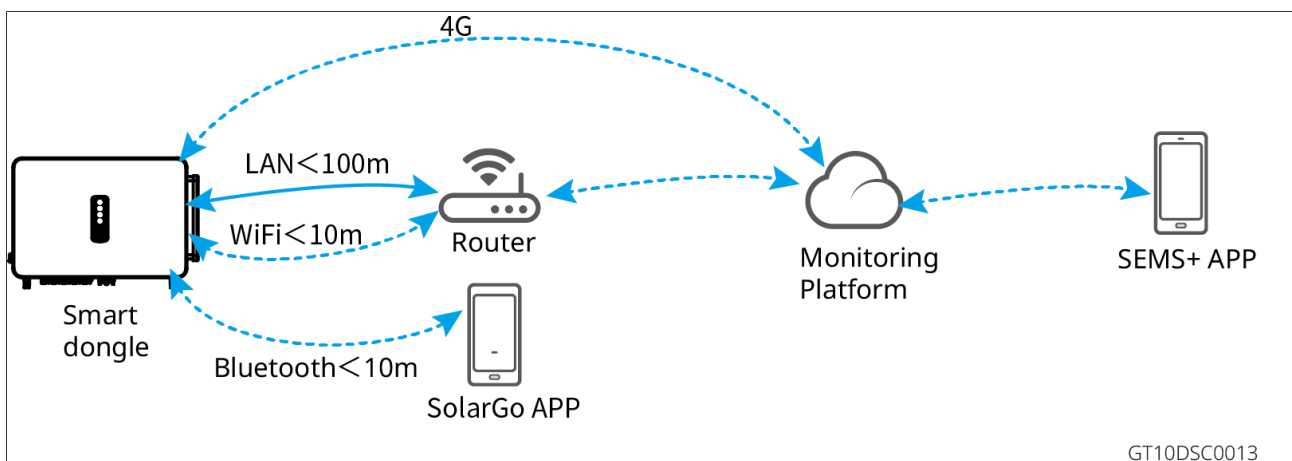 4G
LAN＜100m
WiFi＜10m
Router
Monitoring
Platform
SEMS+ APP
Smart
dongle
Bluetooth＜10m
SolarGo APP
GT10DSC0013